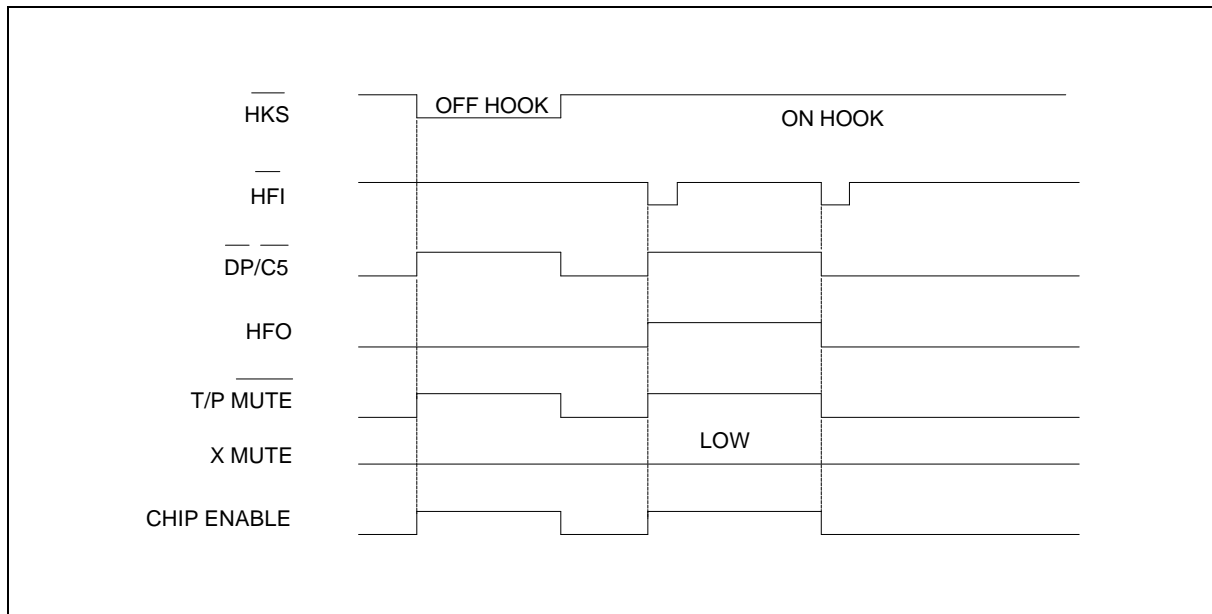 HKS
OFF HOOK
ON HOOK
HFI
DP/C5
HFO
T/P MUTE
LOW
X MUTE
CHIP ENABLE